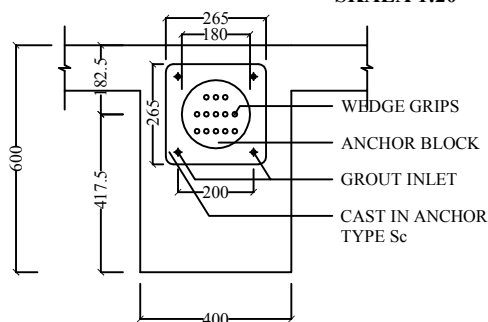 SKALA 1:20
265
180
182.5
265
600
417.5
200
400
WEDGE GRIPS
ANCHOR BLOCK
GROUT INLET
CAST IN ANCHOR
TYPE Sc